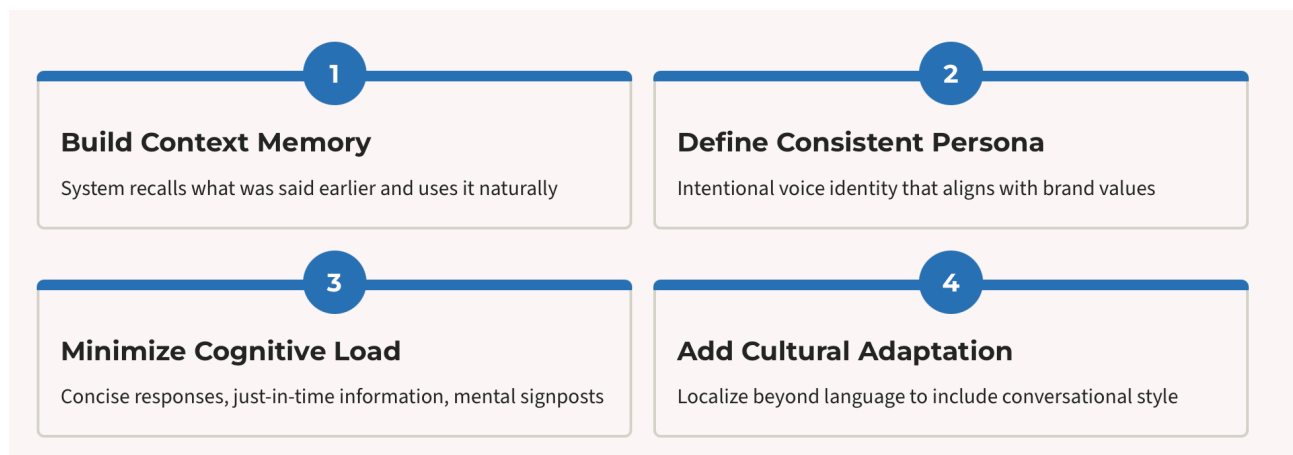 1
Build Context Memory
System recalls what was said earlier and uses it naturally
2
Define Consistent Persona
Intentional voice identity that aligns with brand values
3
Minimize Cognitive Load
Concise responses, just-in-time information, mental signposts
4
Add Cultural Adaptation
Localize beyond language to include conversational style